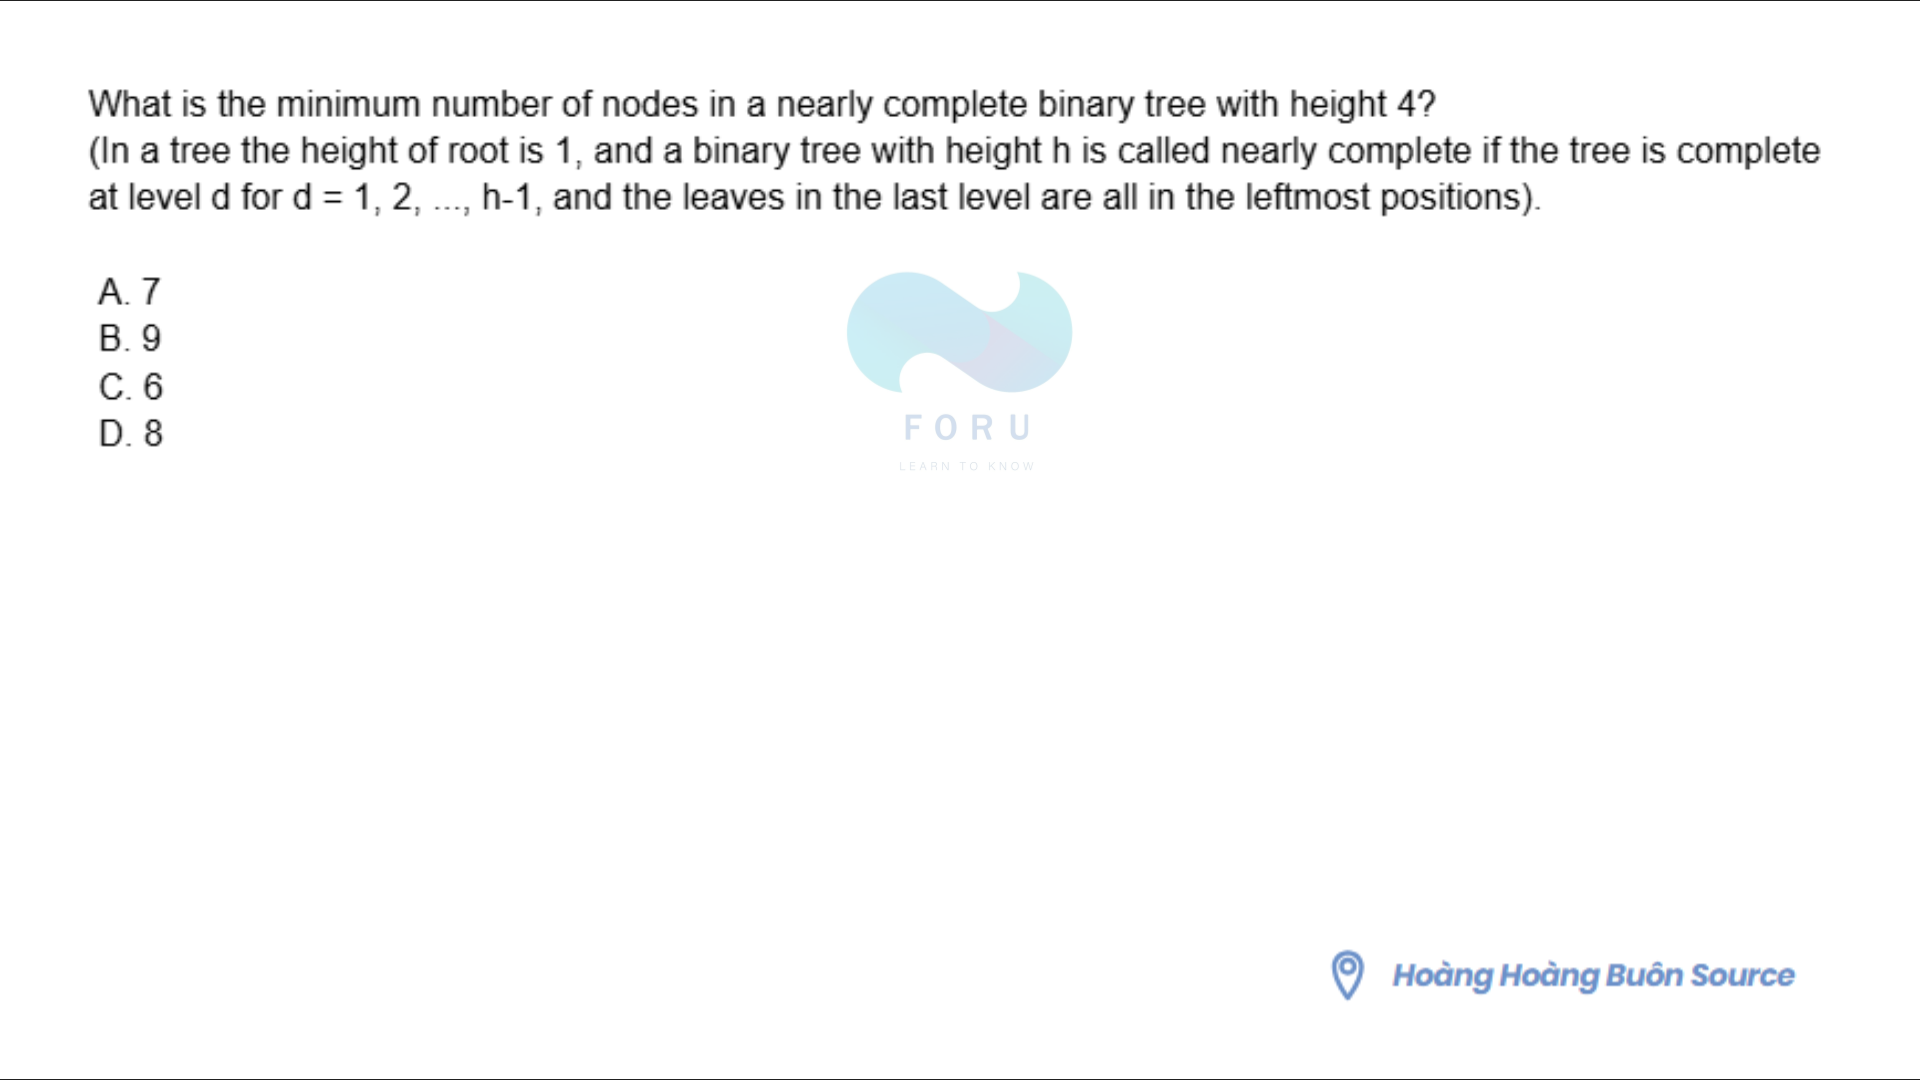 What is the minimum number of nodes in a nearly complete binary tree with height 4?
(In a tree the height of root is 1, and a binary tree with height h is called nearly complete if the tree is complete
at level d for d = 1, 2, ..., h-1, and the leaves in the last level are all in the leftmost positions).
A. 7
B. 9
C. 6
D. 8
FORU
LEARN TO KNOW
Hoàng Hoàng Buôn Source